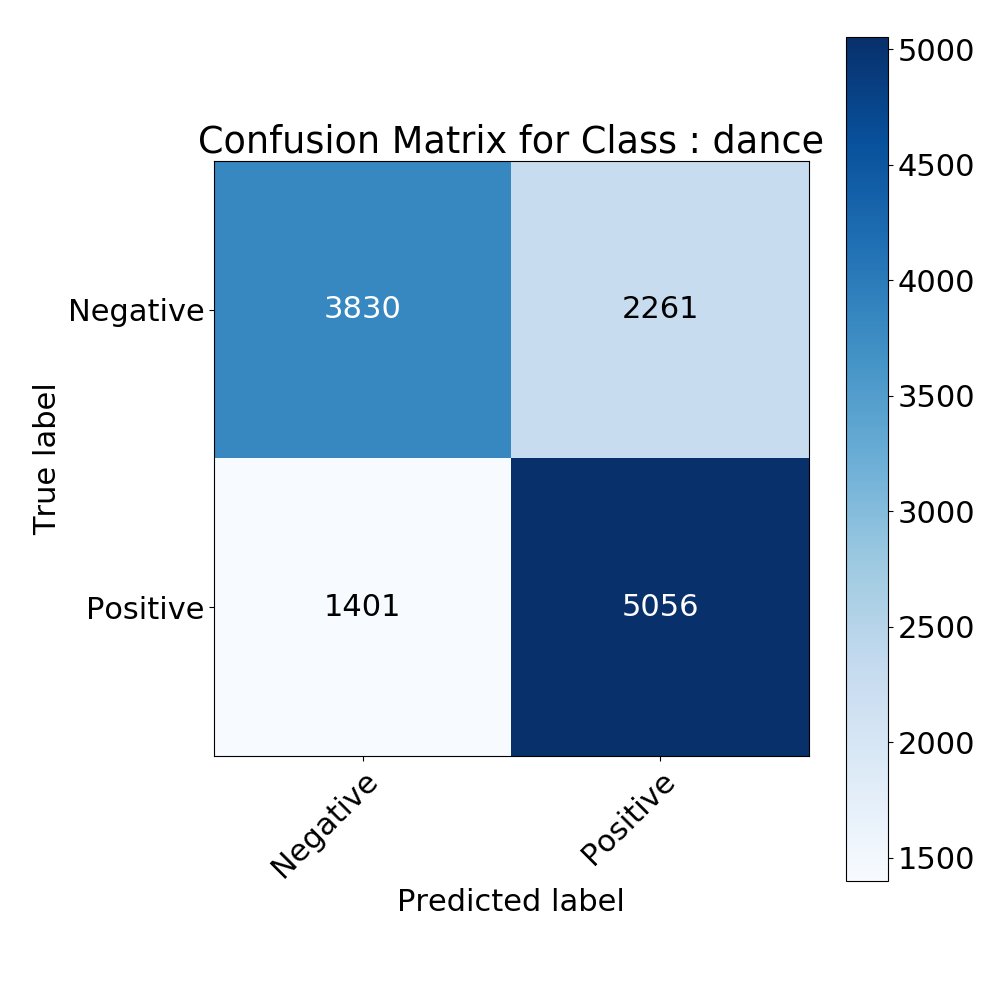 Confusion Matrix for Class : dance
True label
Negative
3830
2261
Positive
1401
5056
Negative
Positive
Predicted label
5000
4500
4000
3500
3000
2500
2000
1500